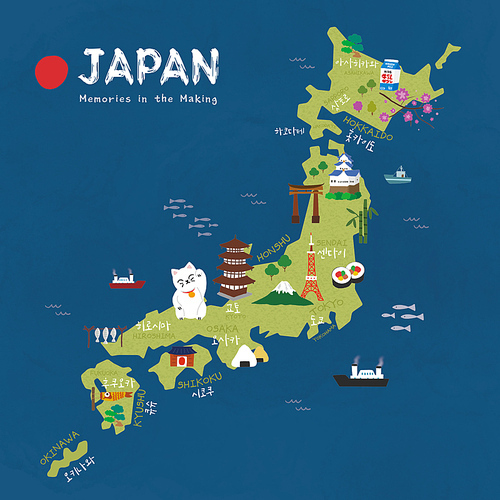 JAPAN
Memories in the Making
아사히카와
삿포로
HOKKAIDO
홋카이도
하코다테
HONSHU
SENDAI
센다이
교토
TOKYO
도쿄
YOKOHAMA
OSAKA
오사카
히로시마
HIROSHIMA
SHIKOKU
시코쿠
후쿠오카
KYUSHU
큐슈
OKINAWA
오키나와